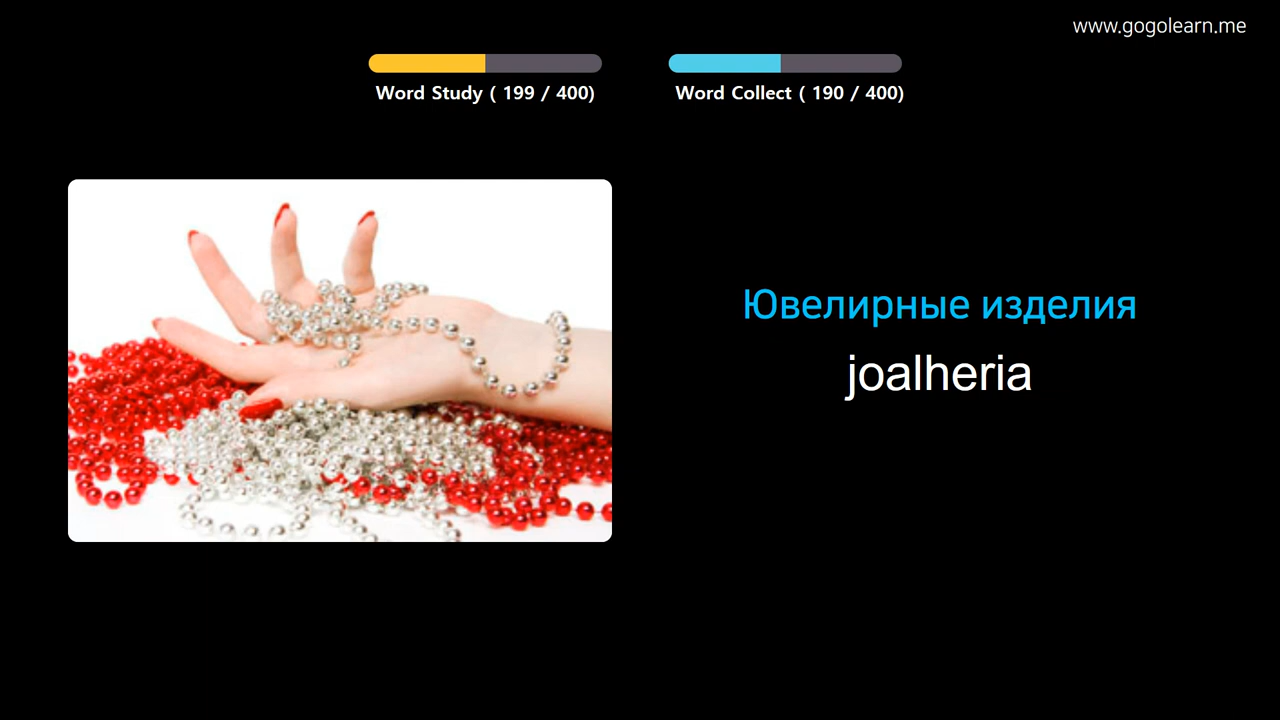 www.gogolearn.me
Word Study ( 199 / 400)
Word Collect ( 190 / 400)
Ювелирные изделия
joalheria